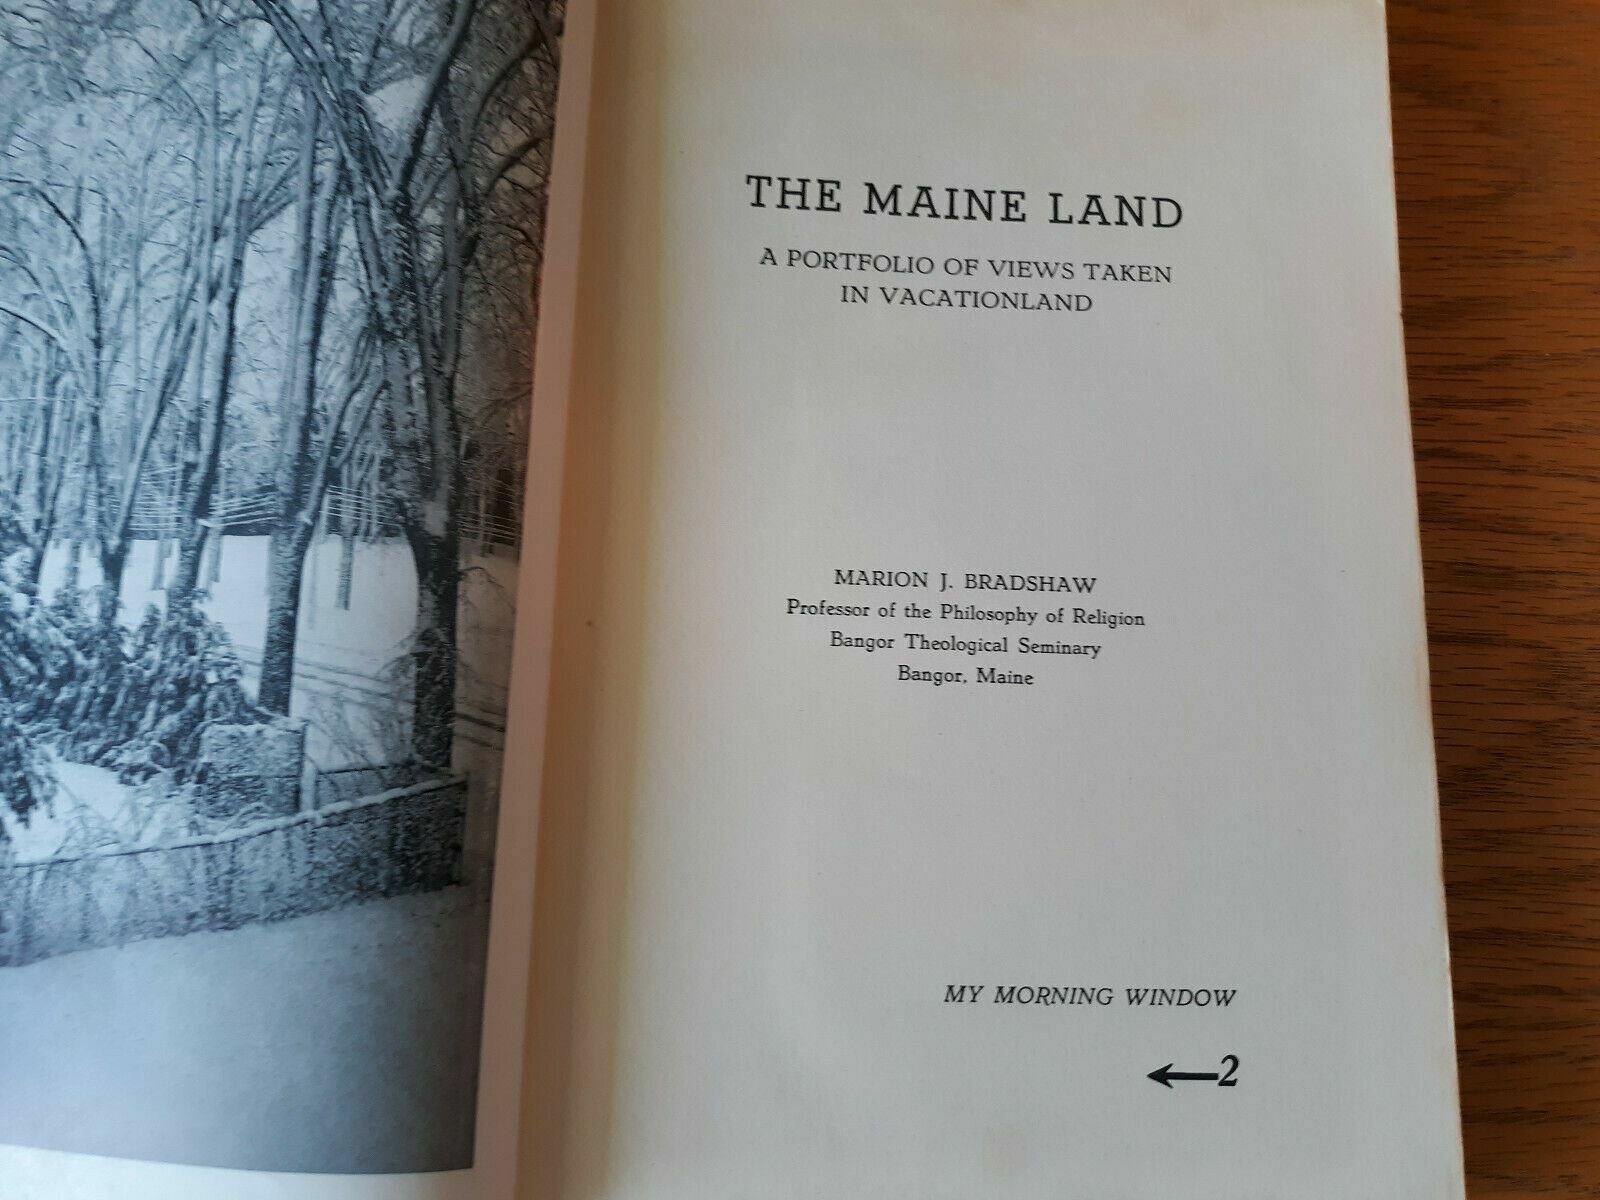 THE MAINE LAND
A PORTFOLIO OF VIEWS TAKEN
IN VACATIONLAND
MARION J. BRADSHAW
Professor of the Philosophy of Religion
Bangor Theological Seminary
Bangor, Maine
MY MORNING WINDOW
←2